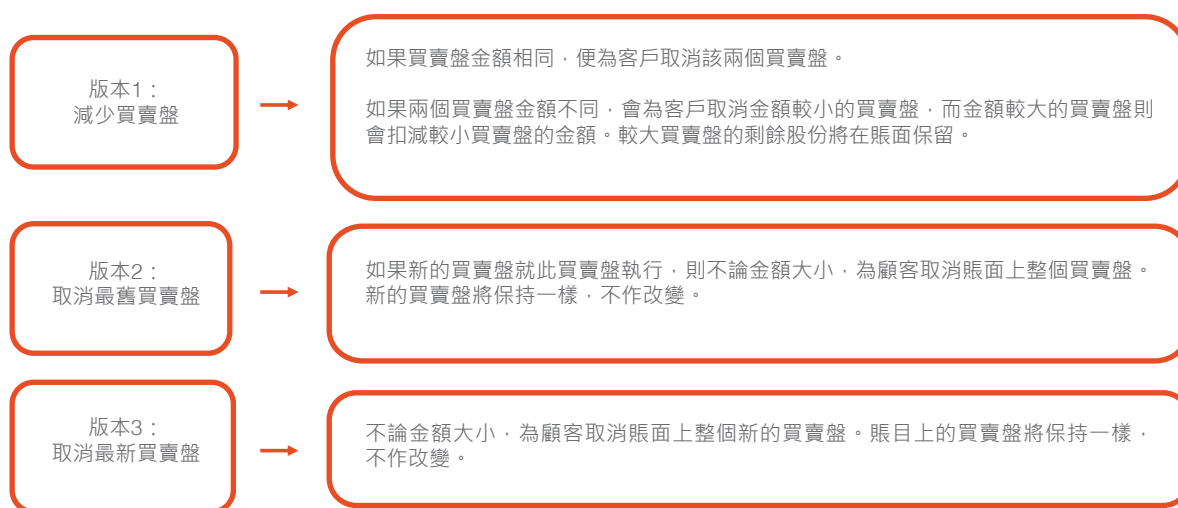 版本1：
減少買賣盤
如果買賣盤金額相同，便為客戶取消該兩個買賣盤。
如果兩個買賣盤金額不同，會為客戶取消金額較小的買賣盤，而金額較大的買賣盤則
會扣減較小買賣盤的金額。較大買賣盤的剩餘股份將在賬面保留。
版本2：
取消最舊買賣盤
如果新的買賣盤就此買賣盤執行，則不論金額大小，為顧客取消賬面上整個買賣盤。
新的買賣盤將保持一樣，不作改變。
版本3：
取消最新買賣盤
不論金額大小，為顧客取消賬面上整個新的買賣盤。賬目上的買賣盤將保持一樣，
不作改變。